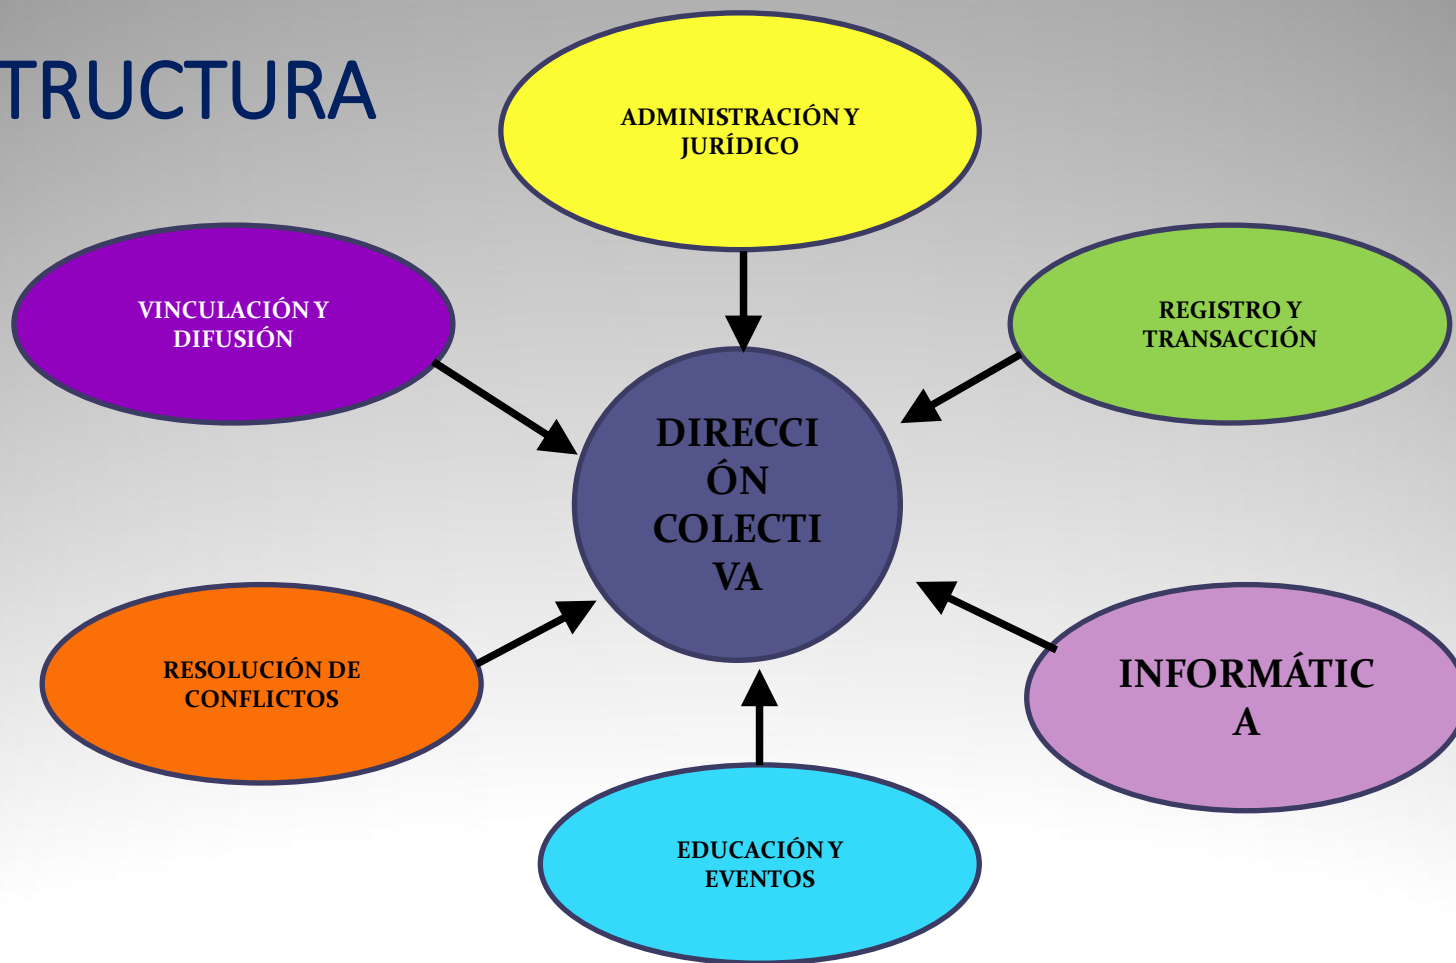 TRUCTURA
ADMINISTRACIÓN Y
JURÍDICO
VINCULACIÓN Y
DIFUSIÓN
REGISTRO Y
TRANSACCIÓN
DIRECCI
ÓN
COLECTI
VA
RESOLUCIÓN DE
CONFLICTOS
INFORMÁTIC
A
EDUCACIÓN Y
EVENTOS